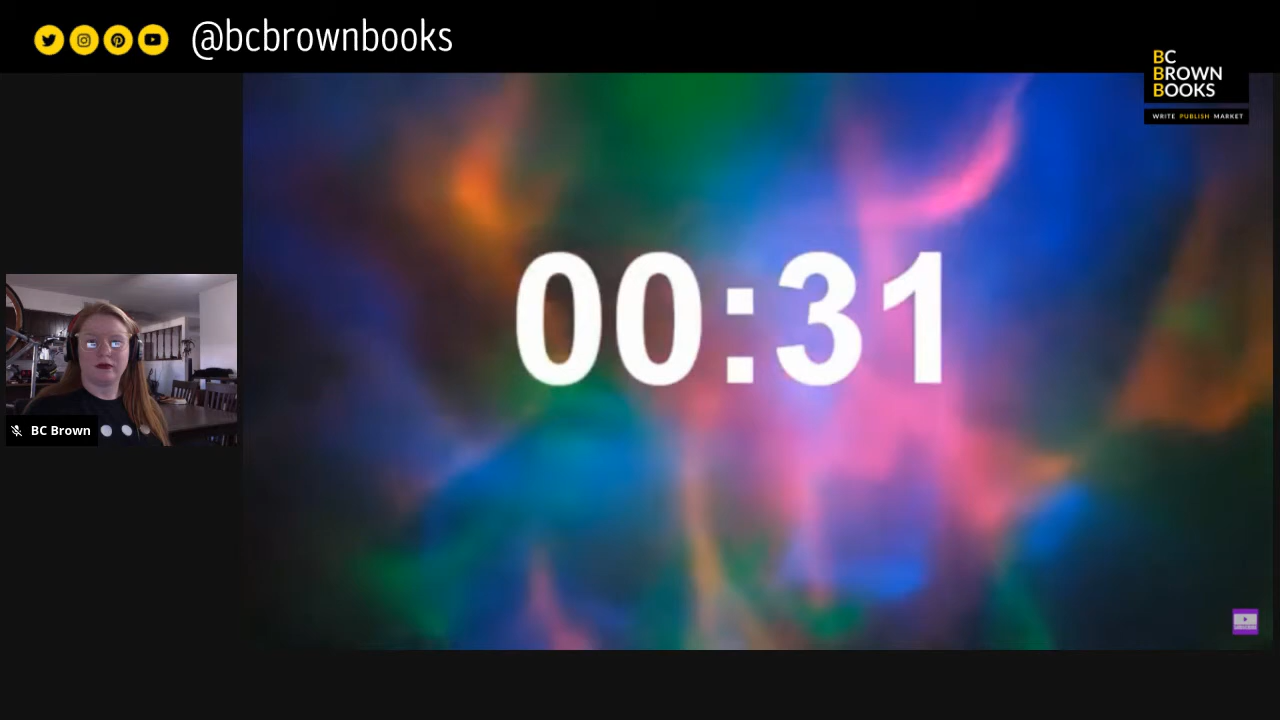 @bcbrownbooks
BC
BROWN
BOOKS
WRITE PUBLISH MARKET
00:31
BC Brown